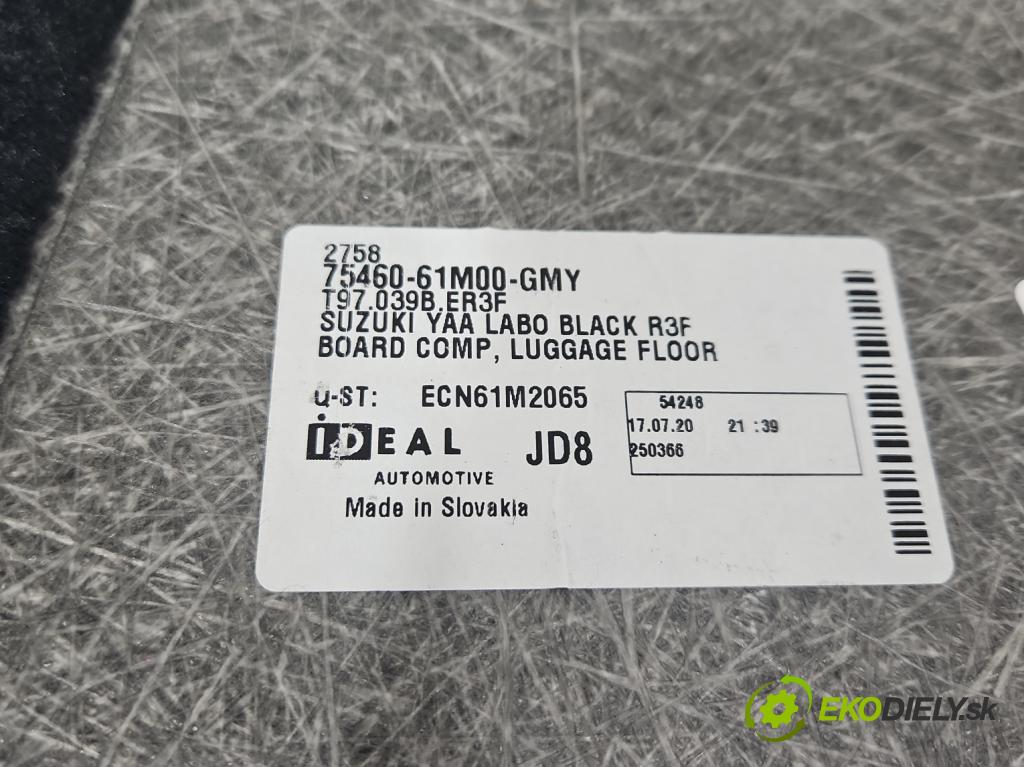 2758
75460-61M00-GMY
T97.039B.ER3F
SUZUKI YAA LABO BLACK R3F
BOARD COMP, LUGGAGE FLOOR
u-ST: ECN61M2065
54248
17.07.20 21:39
250366
iDEAL JD8
AUTOMOTIVE
Made in Slovakia
EKODIELY.sk